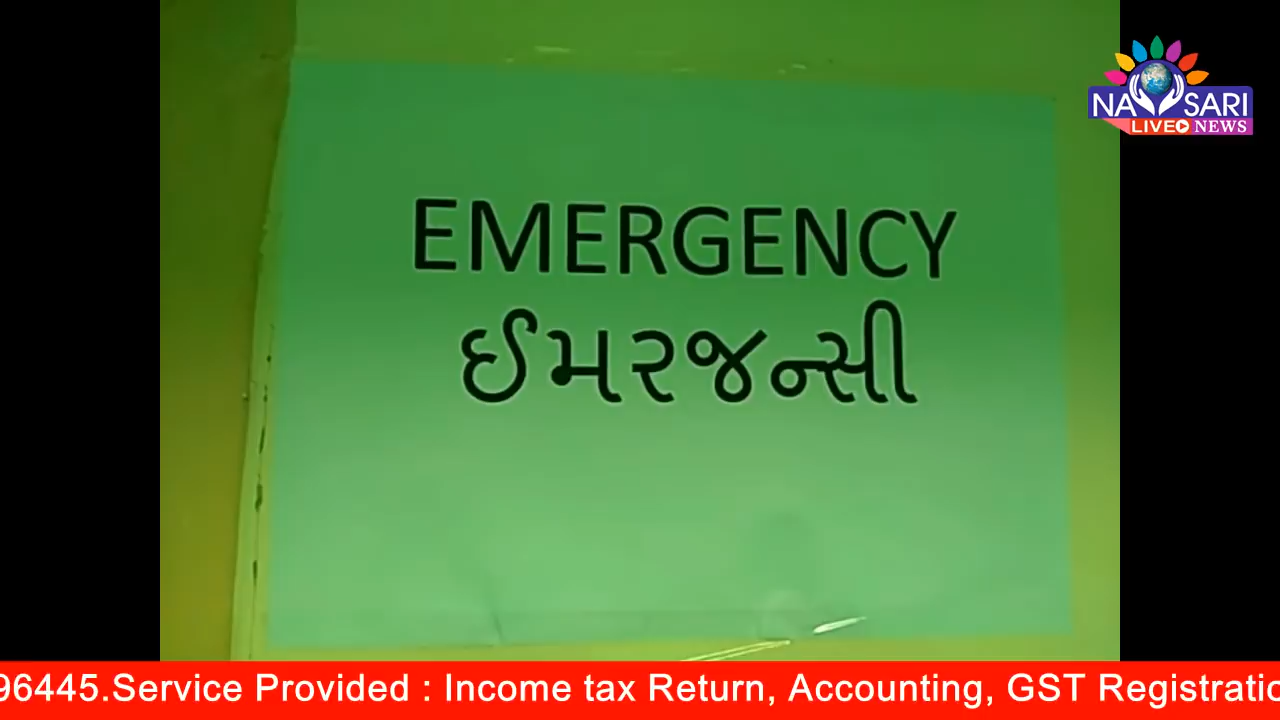 NAVSARI
LIVE NEWS
EMERGENCY
ઈમરજન્સી
96445.Service Provided : Income tax Return, Accounting, GST Registratio